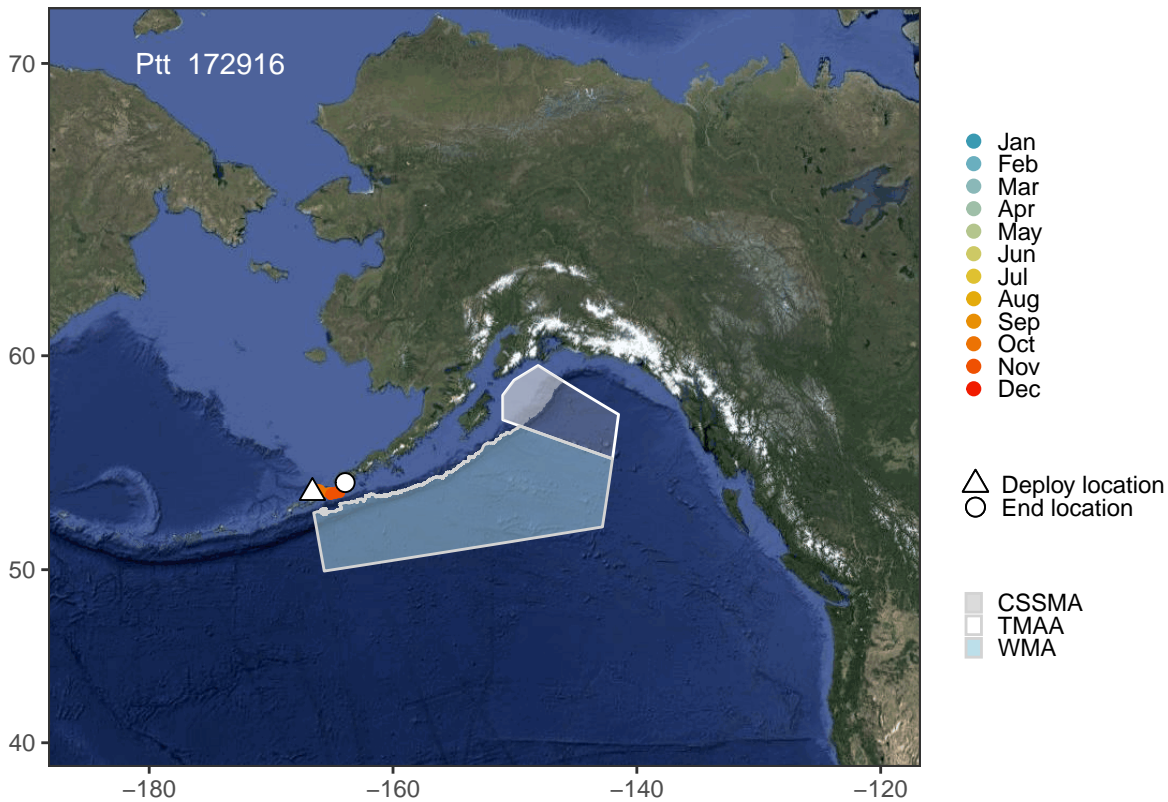 Ptt 172916
70
60
50
40
−180
−160
−140
−120
Jan
Feb
Mar
Apr
May
Jun
Jul
Aug
Sep
Oct
Nov
Dec
Deploy location
End location
CSSMA
TMAA
WMA